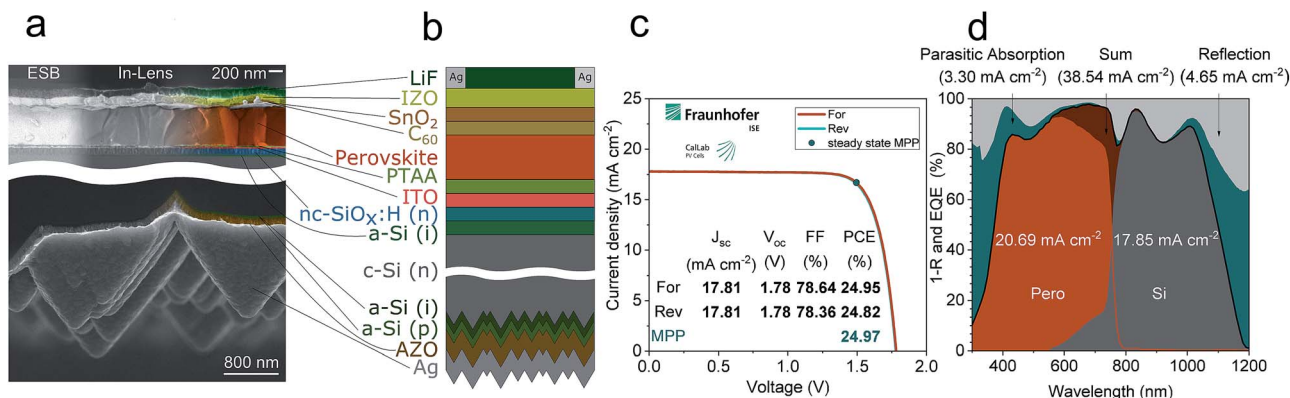 a
ESB
In-Lens
200 nm
800 nm
b
LiF
IZO
SnO₂
C₆₀
Perovskite
PTAA
ITO
nc-SiOₓ:H (n)
a-Si (i)
c-Si (n)
a-Si (i)
a-Si (p)
AZO
Ag
Ag
Ag
c
Current density (mA cm⁻²)
25
20
15
10
5
0
0.0 0.5 1.0 1.5 2.0
Voltage (V)
Fraunhofer
ISE
CalLab
PV Cells
For
Rev
steady state MPP
Jsc Voc FF PCE
(mA cm⁻²) (V) (%) (%)
For 17.81 1.78 78.64 24.95
Rev 17.81 1.78 78.36 24.82
MPP 24.97
d
Parasitic Absorption
(3.30 mA cm⁻²)
Sum
(38.54 mA cm⁻²)
Reflection
(4.65 mA cm⁻²)
1-R and EQE (%)
100
80
60
40
20
0
20.69 mA cm⁻²
17.85 mA cm⁻²
Pero
Si
400 600 800 1000 1200
Wavelength (nm)